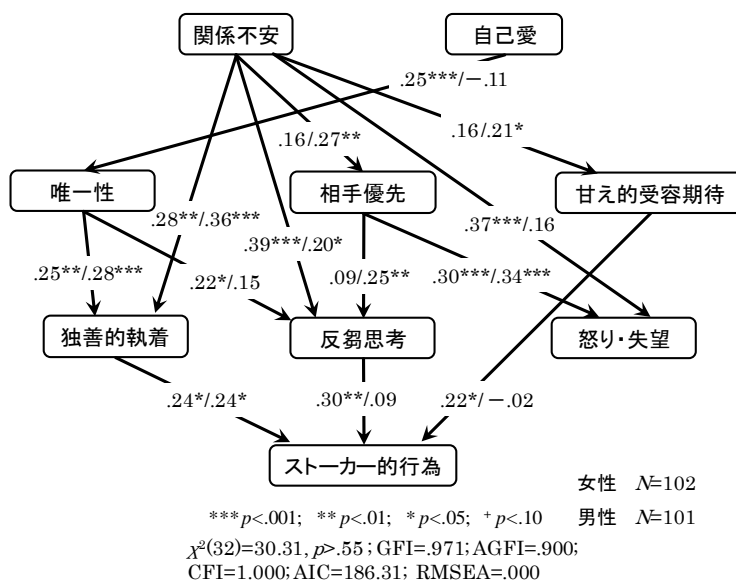 関係不安
自己愛
.25***/－.11
.16/.27**
.16/.21*
唯一性
相手優先
甘え的受容期待
.28**/.36***
.37***/.16
.39***/.20*
.25**/.28***
.22*/.15
.09/.25**
.30***/.34***
独善的執着
反芻思考
怒り・失望
.24*/.24*
.30**/.09
.22*/－.02
ストーカー的行為
女性 N=102
***p<.001; **p<.01; *p<.05; +p<.10 男性 N=101
χ²(32)=30.31, p>.55；GFI=.971；AGFI=.900;
CFI=1.000；AIC=186.31； RMSEA=.000